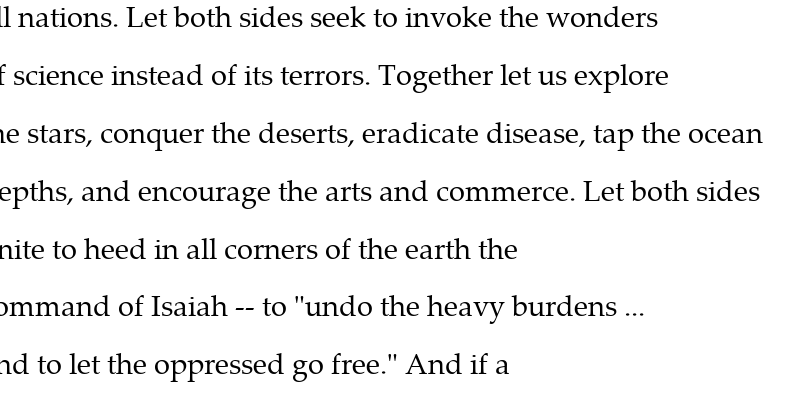 ll nations. Let both sides seek to invoke the wonders
f science instead of its terrors. Together let us explore
he stars, conquer the deserts, eradicate disease, tap the ocean
epths, and encourage the arts and commerce. Let both sides
nite to heed in all corners of the earth the
ommand of Isaiah -- to "undo the heavy burdens ...
nd to let the oppressed go free." And if a